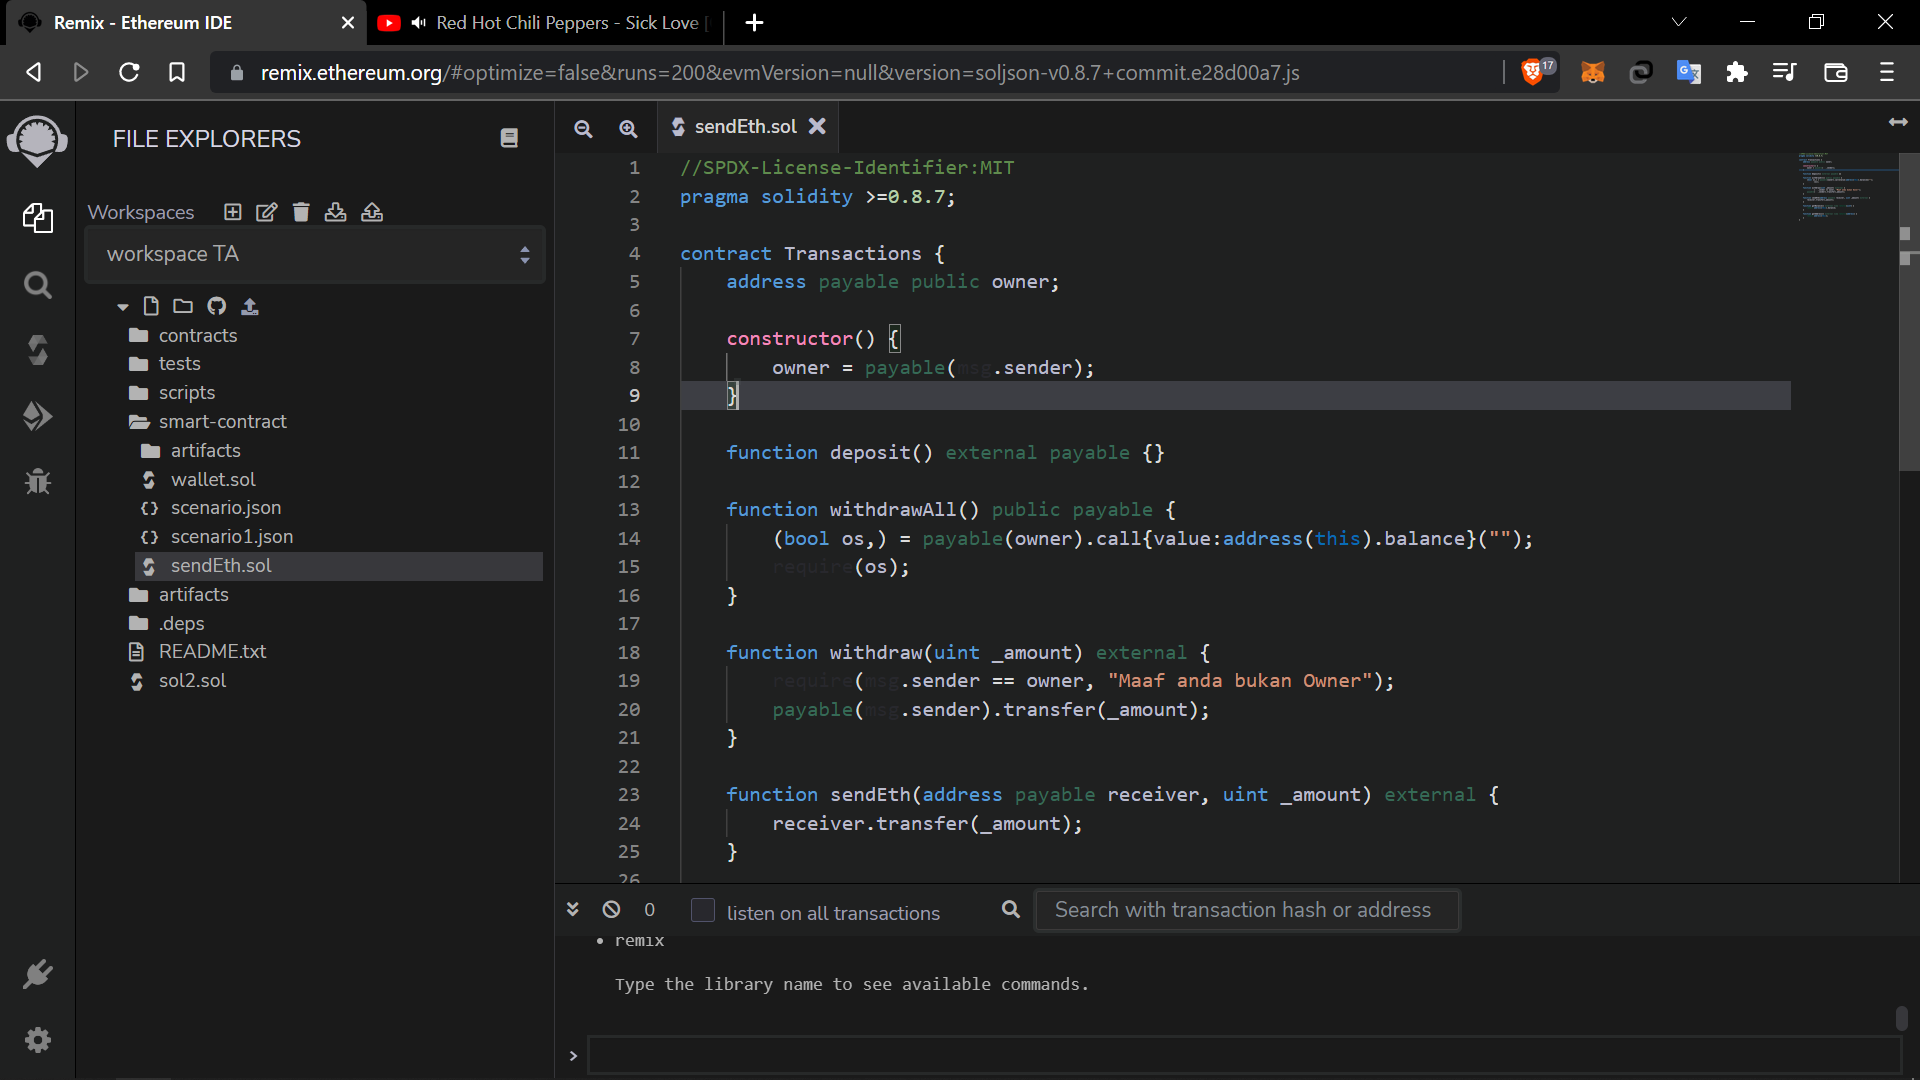 Remix - Ethereum IDE
Red Hot Chili Peppers - Sick Love [
remix.ethereum.org/#optimize=false&runs=200&evmVersion=null&version=soljson-v0.8.7+commit.e28d00a7.js
17
FILE EXPLORERS
Workspaces
workspace TA
contracts
tests
scripts
smart-contract
artifacts
wallet.sol
scenario.json
scenario1.json
sendEth.sol
artifacts
.deps
README.txt
sol2.sol
sendEth.sol
1 //SPDX-License-Identifier:MIT
2 pragma solidity >=0.8.7;
3
4 contract Transactions {
5 address payable public owner;
6
7 constructor() {
8 owner = payable(msg.sender);
9 }
10
11 function deposit() external payable {}
12
13 function withdrawAll() public payable {
14 (bool os,) = payable(owner).call{value:address(this).balance}("");
15 require(os);
16 }
17
18 function withdraw(uint _amount) external {
19 require(msg.sender == owner, "Maaf anda bukan Owner");
20 payable(msg.sender).transfer(_amount);
21 }
22
23 function sendEth(address payable receiver, uint _amount) external {
24 receiver.transfer(_amount);
25 }
26
0
listen on all transactions
Search with transaction hash or address
• remix
Type the library name to see available commands.
>